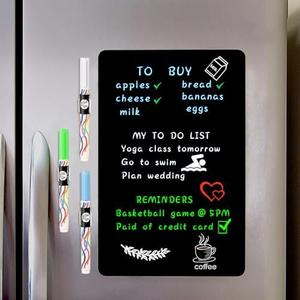 TO BUY
apples ✓ bread ✓
cheese ✓ bananas
milk eggs
MY TO DO LIST
Yoga class tomorrow
Go to swim
Plan wedding
REMINDERS
Basketball game @ 5PM
Paid of credit card ✓
coffee